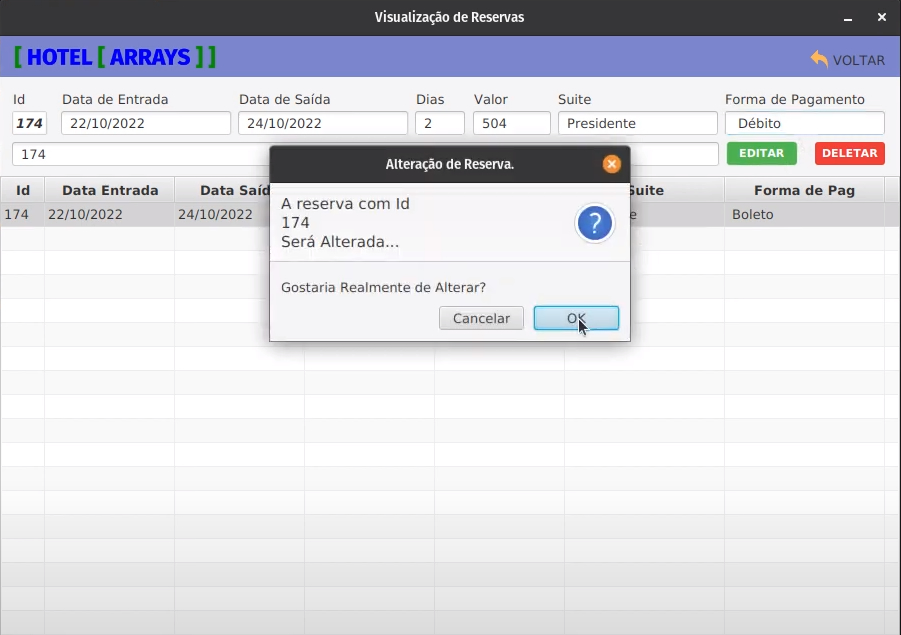 Visualização de Reservas
[ HOTEL [ ARRAYS ] ]
VOLTAR
Id Data de Entrada Data de Saída Dias Valor Suite Forma de Pagamento
174 22/10/2022 24/10/2022 2 504 Presidente Débito
174 EDITAR DELETAR
Alteração de Reserva.
A reserva com Id
174
Será Alterada...
?
Gostaria Realmente de Alterar?
Cancelar OK
Id Data Entrada Data Saíd Suite Forma de Pag
174 22/10/2022 24/10/2022 e Boleto